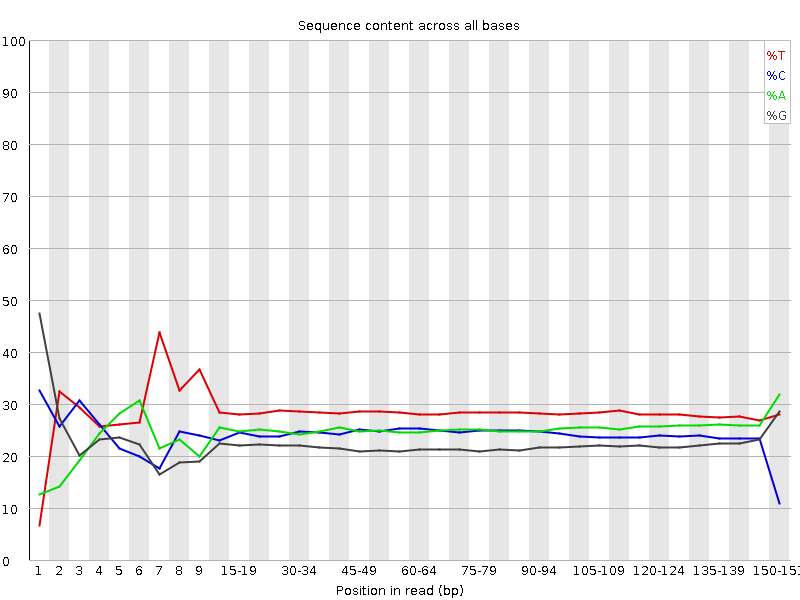 Sequence content across all bases
100
90
80
70
60
50
40
30
20
10
0
%T
%C
%A
%G
1 2 3 4 5 6 7 8 9 15-19 30-34 45-49 60-64 75-79 90-94 105-109 120-124 135-139 150-151
Position in read (bp)